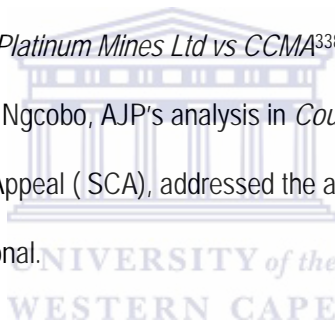 Platinum Mines Ltd vs CCMA338
Ngcobo, AJP's analysis in Cou
Appeal ( SCA), addressed the a
onal.
UNIVERSITY of the
WESTERN CAPE